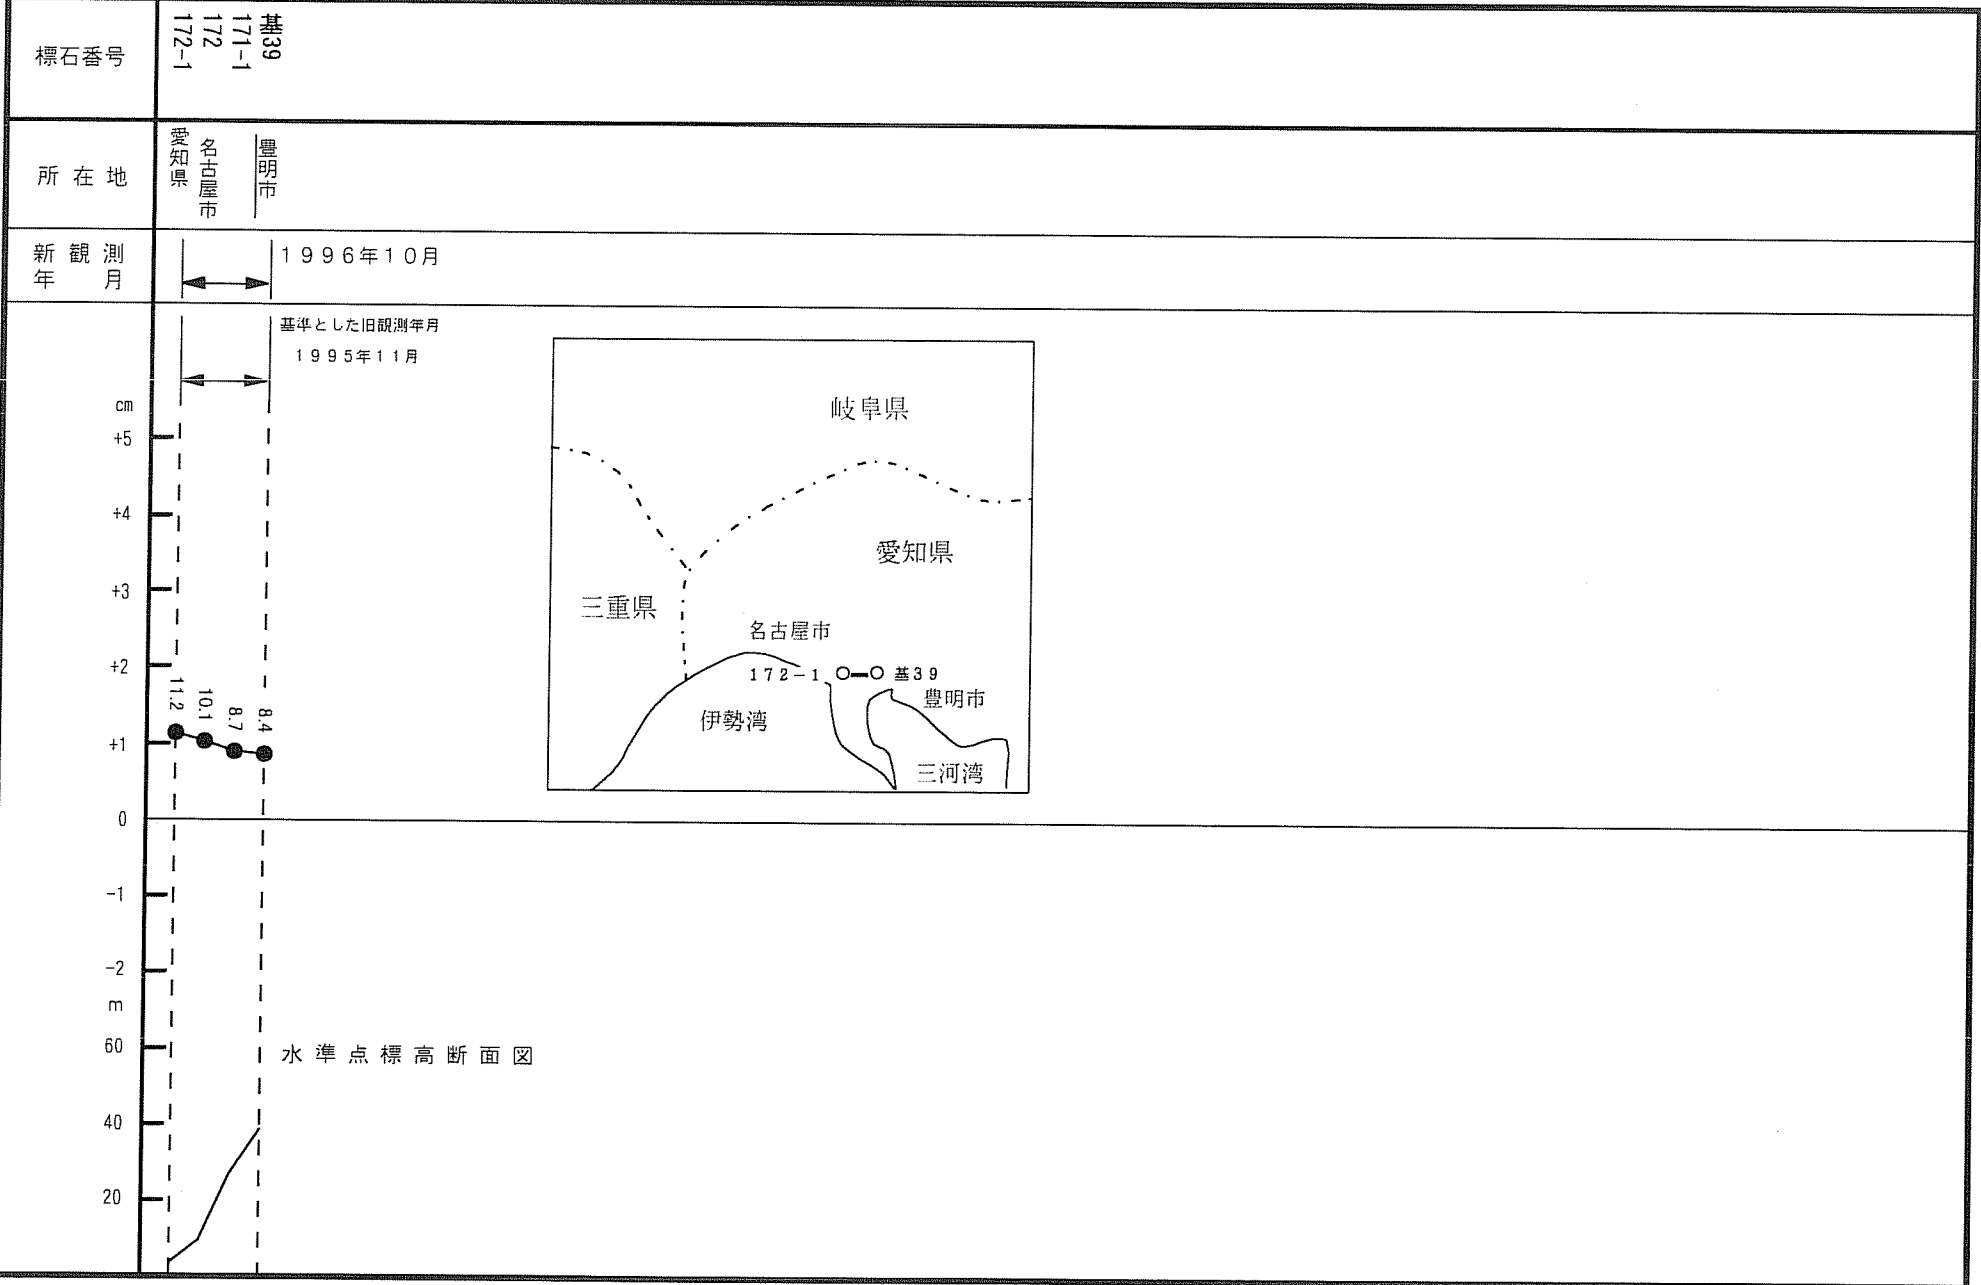 標石番号
172-1
172
171-1
基39
所在地
愛知県
名古屋市
豊明市
新観測
年月
1996年10月
基準とした旧観測年月
1995年11月
cm
+5
+4
+3
+2
+1
0
-1
-2
11.2
10.1
8.7
8.4
岐阜県
愛知県
三重県
名古屋市
172-1
基39
豊明市
伊勢湾
三河湾
m
60
40
20
水準点標高断面図